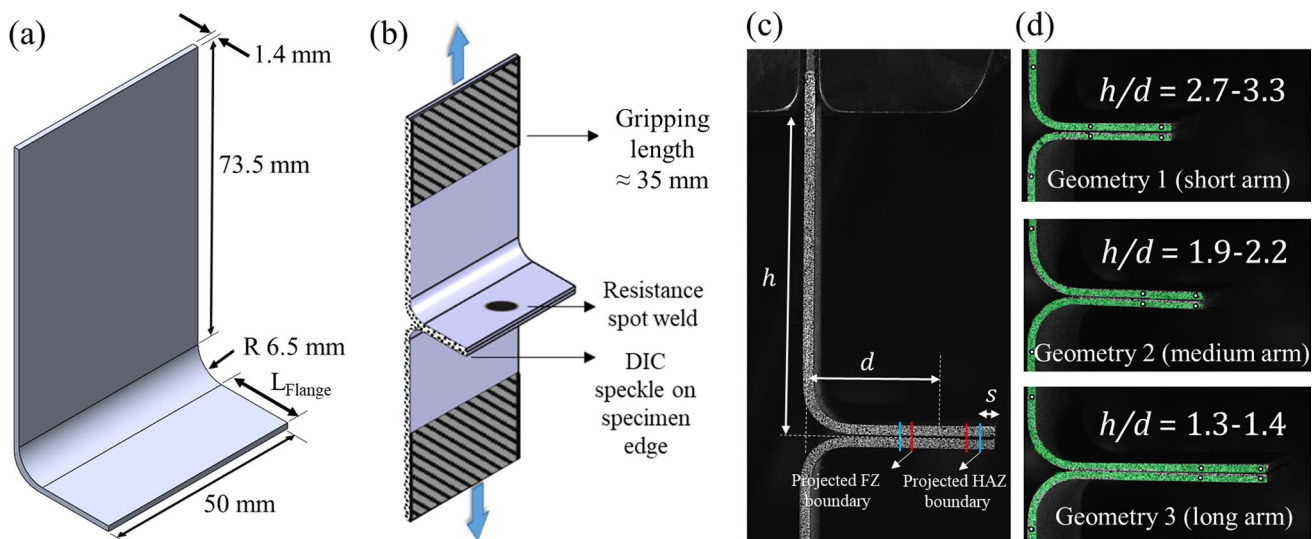 (a)
1.4 mm
73.5 mm
R 6.5 mm
L_Flange
50 mm
(b)
Gripping
length
≈ 35 mm
Resistance
spot weld
DIC
speckle on
specimen
edge
(c)
h
d
s
Projected FZ
boundary
Projected HAZ
boundary
(d)
h/d = 2.7-3.3
Geometry 1 (short arm)
h/d = 1.9-2.2
Geometry 2 (medium arm)
h/d = 1.3-1.4
Geometry 3 (long arm)